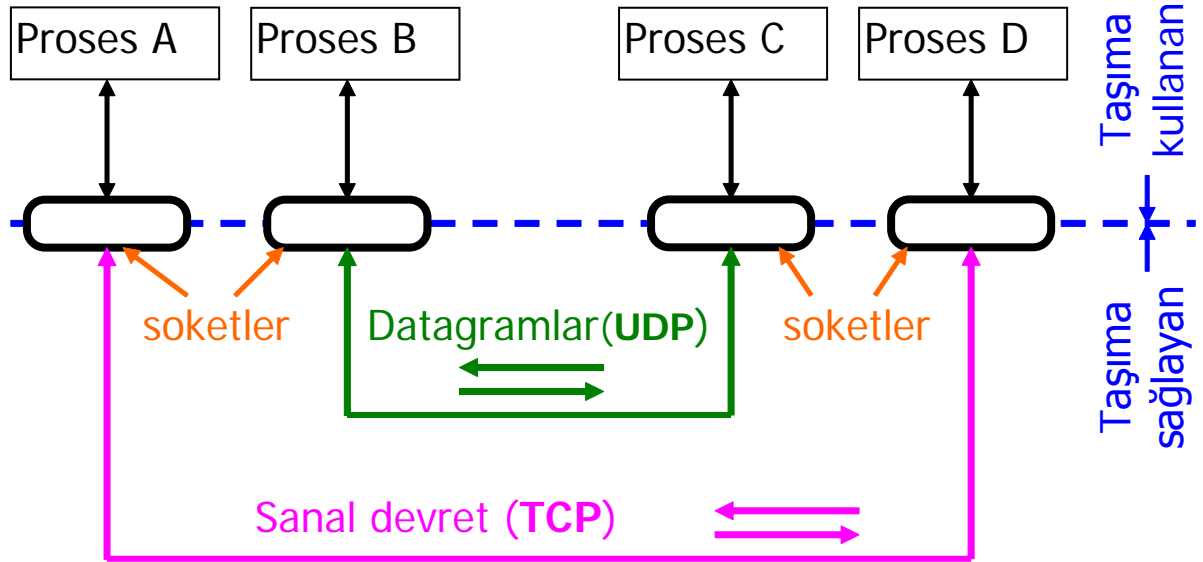 Proses A
Proses B
Proses C
Proses D
Taşıma
kullanan
soketler
Datagramlar(UDP)
soketler
Taşıma
sağlayan
Sanal devret (TCP)